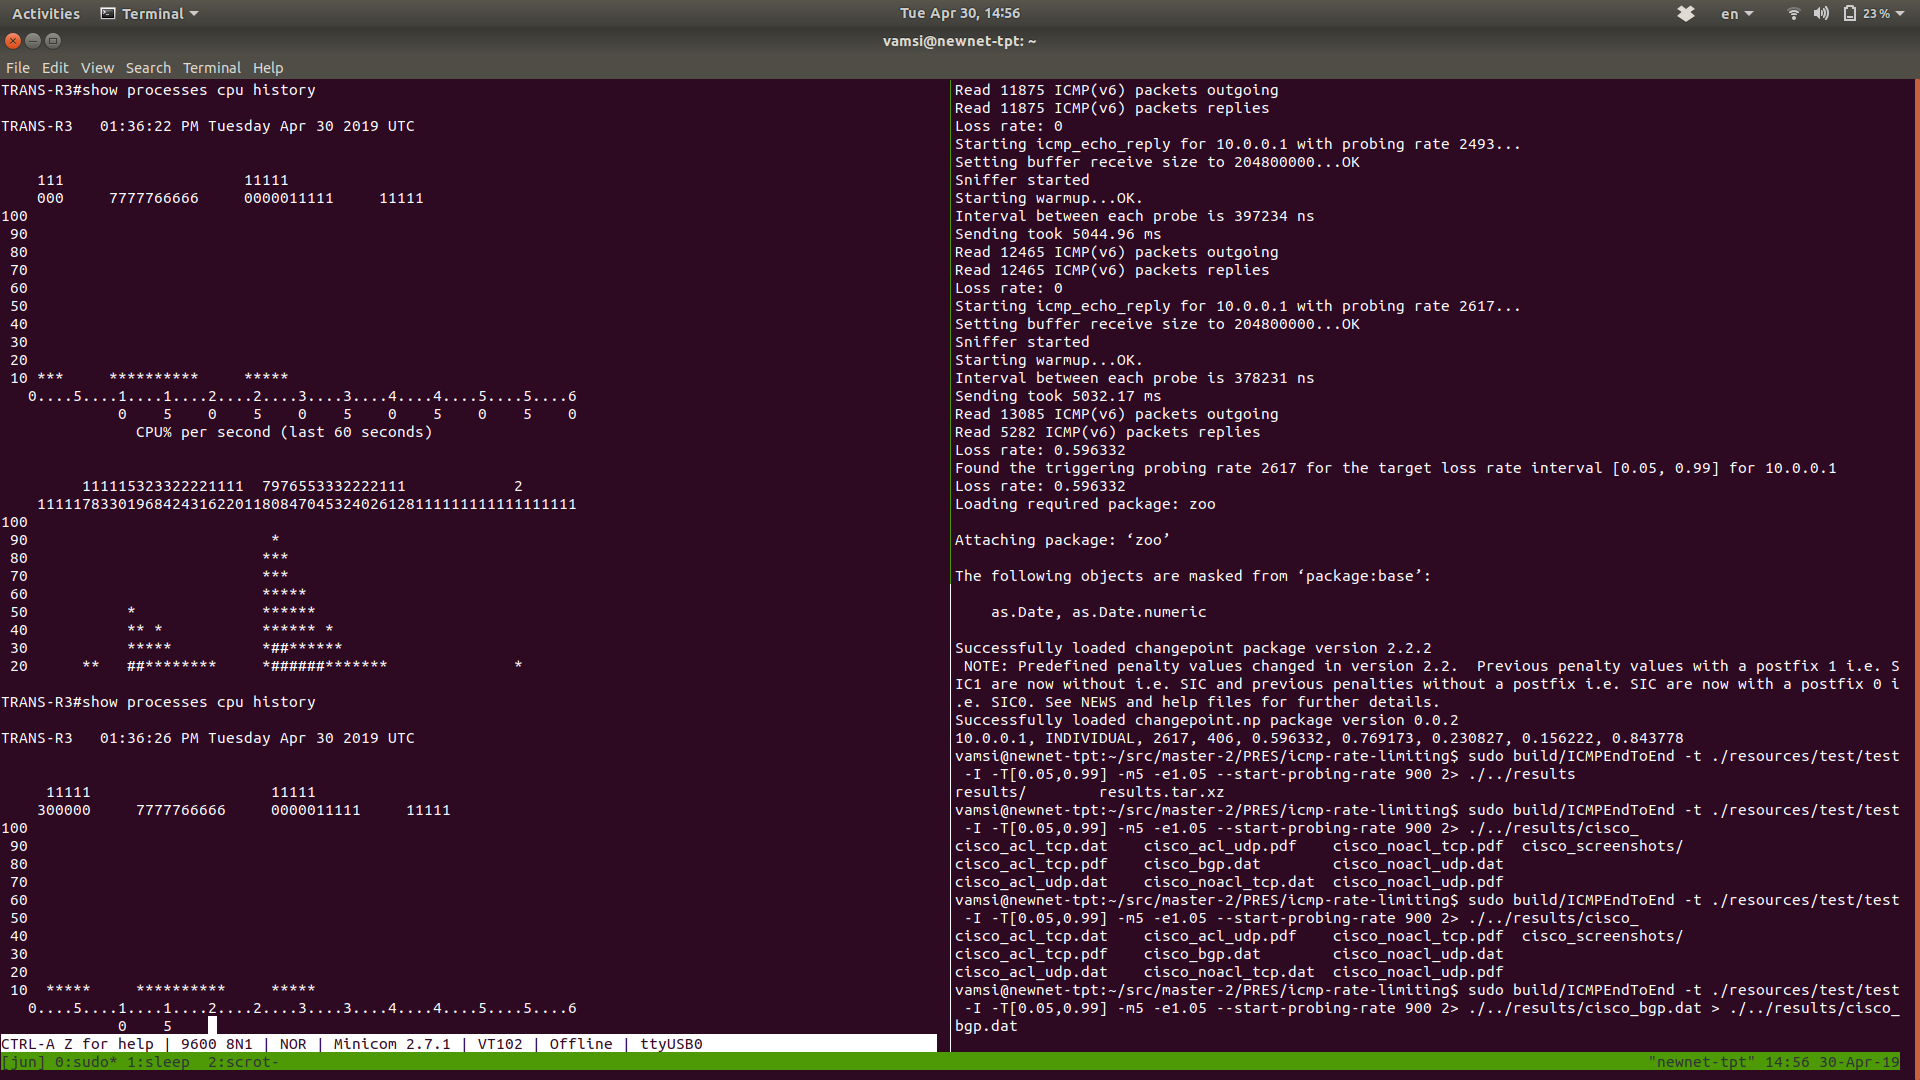 Activities Terminal Tue Apr 30, 14:56 en 23%
vamsi@newnet-tpt: ~
File Edit View Search Terminal Help
TRANS-R3#show processes cpu history

TRANS-R3   01:36:22 PM Tuesday Apr 30 2019 UTC

    111                    11111
    000     7777766666     0000011111     11111
100
 90
 80
 70
 60
 50
 40
 30
 20
 10 ***     **********     *****
   0....5....1....1....2....2....3....3....4....4....5....5....6
             0    5    0    5    0    5    0    5    0    5    0
               CPU% per second (last 60 seconds)

         111115323322221111  7976553332222111            2
    111117833019684243162201180847045324026128111111111111111111
100
 90                           *
 80                          ***
 70                          ***
 60                          *****
 50           *              ******
 40           ** *           ****** *
 30           *****          *##******
 20      **   ##********     *######*******              *
TRANS-R3#show processes cpu history

TRANS-R3   01:36:26 PM Tuesday Apr 30 2019 UTC

     11111                    11111
    300000     7777766666     0000011111     11111
100
 90
 80
 70
 60
 50
 40
 30
 20
 10  *****     **********     *****
   0....5....1....1....2....2....3....3....4....4....5....5....6
             0    5
CTRL-A Z for help | 9600 8N1 | NOR | Minicom 2.7.1 | VT102 | Offline | ttyUSB0
Read 11875 ICMP(v6) packets outgoing
Read 11875 ICMP(v6) packets replies
Loss rate: 0
Starting icmp_echo_reply for 10.0.0.1 with probing rate 2493...
Setting buffer receive size to 204800000...OK
Sniffer started
Starting warmup...OK.
Interval between each probe is 397234 ns
Sending took 5044.96 ms
Read 12465 ICMP(v6) packets outgoing
Read 12465 ICMP(v6) packets replies
Loss rate: 0
Starting icmp_echo_reply for 10.0.0.1 with probing rate 2617...
Setting buffer receive size to 204800000...OK
Sniffer started
Starting warmup...OK.
Interval between each probe is 378231 ns
Sending took 5032.17 ms
Read 13085 ICMP(v6) packets outgoing
Read 5282 ICMP(v6) packets replies
Loss rate: 0.596332
Found the triggering probing rate 2617 for the target loss rate interval [0.05, 0.99] for 10.0.0.1
Loss rate: 0.596332
Loading required package: zoo

Attaching package: ‘zoo’

The following objects are masked from ‘package:base’:

    as.Date, as.Date.numeric

Successfully loaded changepoint package version 2.2.2
 NOTE: Predefined penalty values changed in version 2.2.  Previous penalty values with a postfix 1 i.e. S
IC1 are now without i.e. SIC and previous penalties without a postfix i.e. SIC are now with a postfix 0 i
.e. SIC0. See NEWS and help files for further details.
Successfully loaded changepoint.np package version 0.0.2
10.0.0.1, INDIVIDUAL, 2617, 406, 0.596332, 0.769173, 0.230827, 0.156222, 0.843778
vamsi@newnet-tpt:~/src/master-2/PRES/icmp-rate-limiting$ sudo build/ICMPEndToEnd -t ./resources/test/test
 -I -T[0.05,0.99] -m5 -e1.05 --start-probing-rate 900 2> ./../results
results/        results.tar.xz
vamsi@newnet-tpt:~/src/master-2/PRES/icmp-rate-limiting$ sudo build/ICMPEndToEnd -t ./resources/test/test
 -I -T[0.05,0.99] -m5 -e1.05 --start-probing-rate 900 2> ./../results/cisco_
cisco_acl_tcp.dat    cisco_acl_udp.pdf    cisco_noacl_tcp.pdf  cisco_screenshots/
cisco_acl_tcp.pdf    cisco_bgp.dat        cisco_noacl_udp.dat
cisco_acl_udp.dat    cisco_noacl_tcp.dat  cisco_noacl_udp.pdf
vamsi@newnet-tpt:~/src/master-2/PRES/icmp-rate-limiting$ sudo build/ICMPEndToEnd -t ./resources/test/test
 -I -T[0.05,0.99] -m5 -e1.05 --start-probing-rate 900 2> ./../results/cisco_
cisco_acl_tcp.dat    cisco_acl_udp.pdf    cisco_noacl_tcp.pdf  cisco_screenshots/
cisco_acl_tcp.pdf    cisco_bgp.dat        cisco_noacl_udp.dat
cisco_acl_udp.dat    cisco_noacl_tcp.dat  cisco_noacl_udp.pdf
vamsi@newnet-tpt:~/src/master-2/PRES/icmp-rate-limiting$ sudo build/ICMPEndToEnd -t ./resources/test/test
 -I -T[0.05,0.99] -m5 -e1.05 --start-probing-rate 900 2> ./../results/cisco_bgp.dat > ./../results/cisco_
bgp.dat
[jun] 0:sudo* 1:sleep  2:scrot- "newnet-tpt" 14:56 30-Apr-19